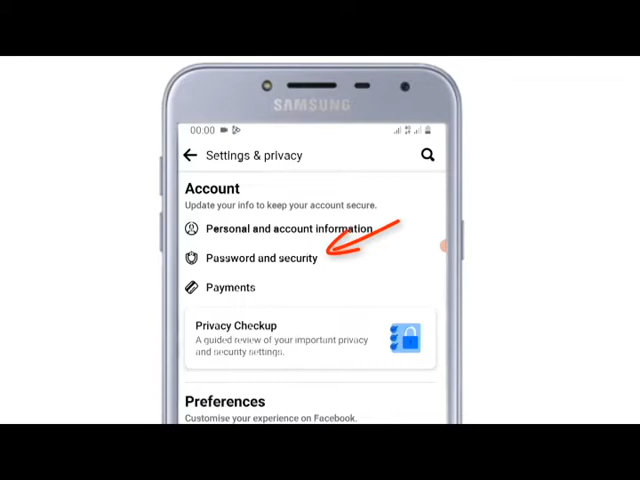 SAMSUNG
00:00
Settings & privacy
Account
Update your info to keep your account secure.
Personal and account information
Password and security
Payments
Privacy Checkup
A guided review of your important privacy
and security settings.
Preferences
Customise your experience on Facebook.